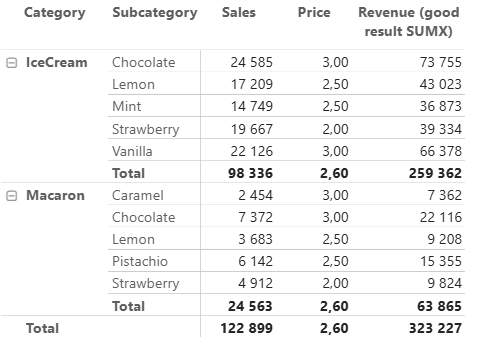 Category Subcategory Sales Price Revenue (good
result SUMX)
IceCream Chocolate 24 585 3,00 73 755
Lemon 17 209 2,50 43 023
Mint 14 749 2,50 36 873
Strawberry 19 667 2,00 39 334
Vanilla 22 126 3,00 66 378
Total 98 336 2,60 259 362
Macaron Caramel 2 454 3,00 7 362
Chocolate 7 372 3,00 22 116
Lemon 3 683 2,50 9 208
Pistachio 6 142 2,50 15 355
Strawberry 4 912 2,00 9 824
Total 24 563 2,60 63 865
Total 122 899 2,60 323 227